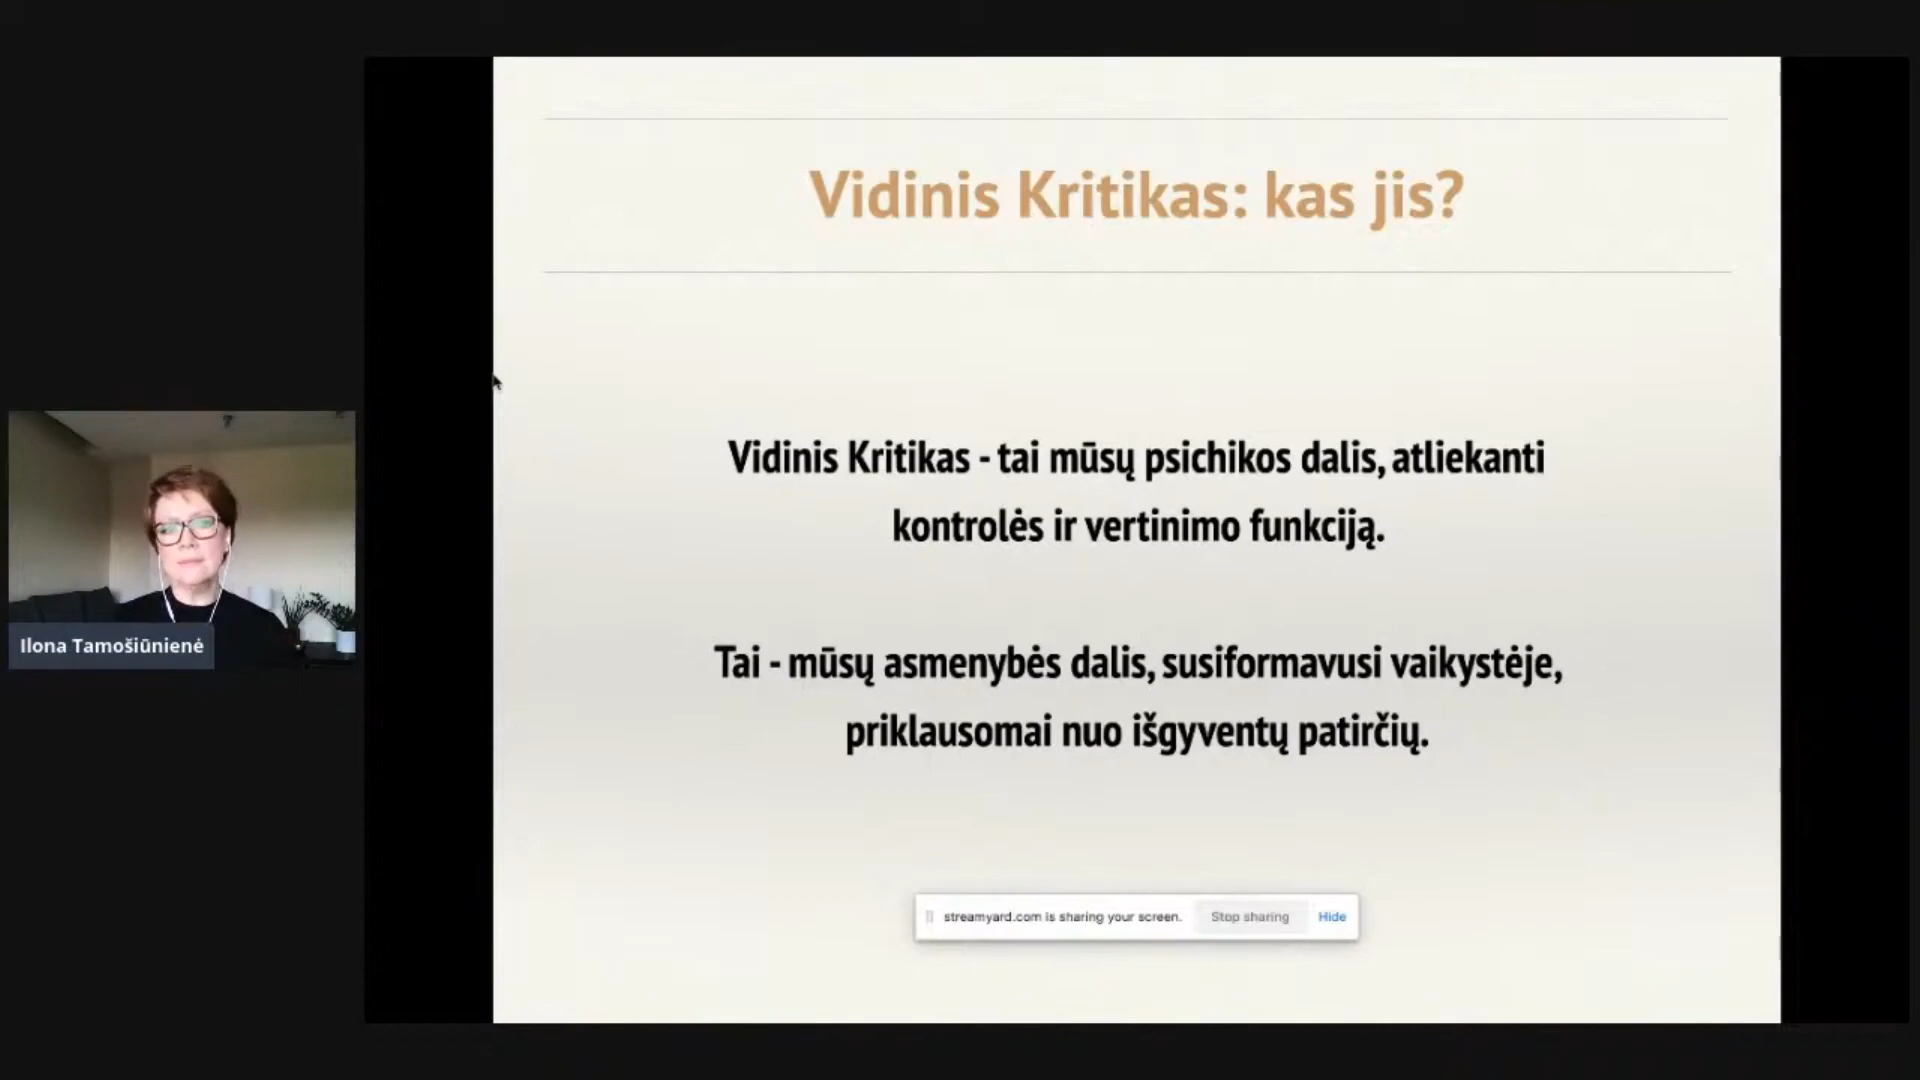 Vidinis Kritikas: kas jis?
Vidinis Kritikas - tai mūsų psichikos dalis, atliekanti
kontrolės ir vertinimo funkciją.
Tai - mūsų asmenybės dalis, susiformavusi vaikystėje,
priklausomai nuo išgyventų patirčių.
Ilona Tamošiūnienė
streamyard.com is sharing your screen. Stop sharing Hide